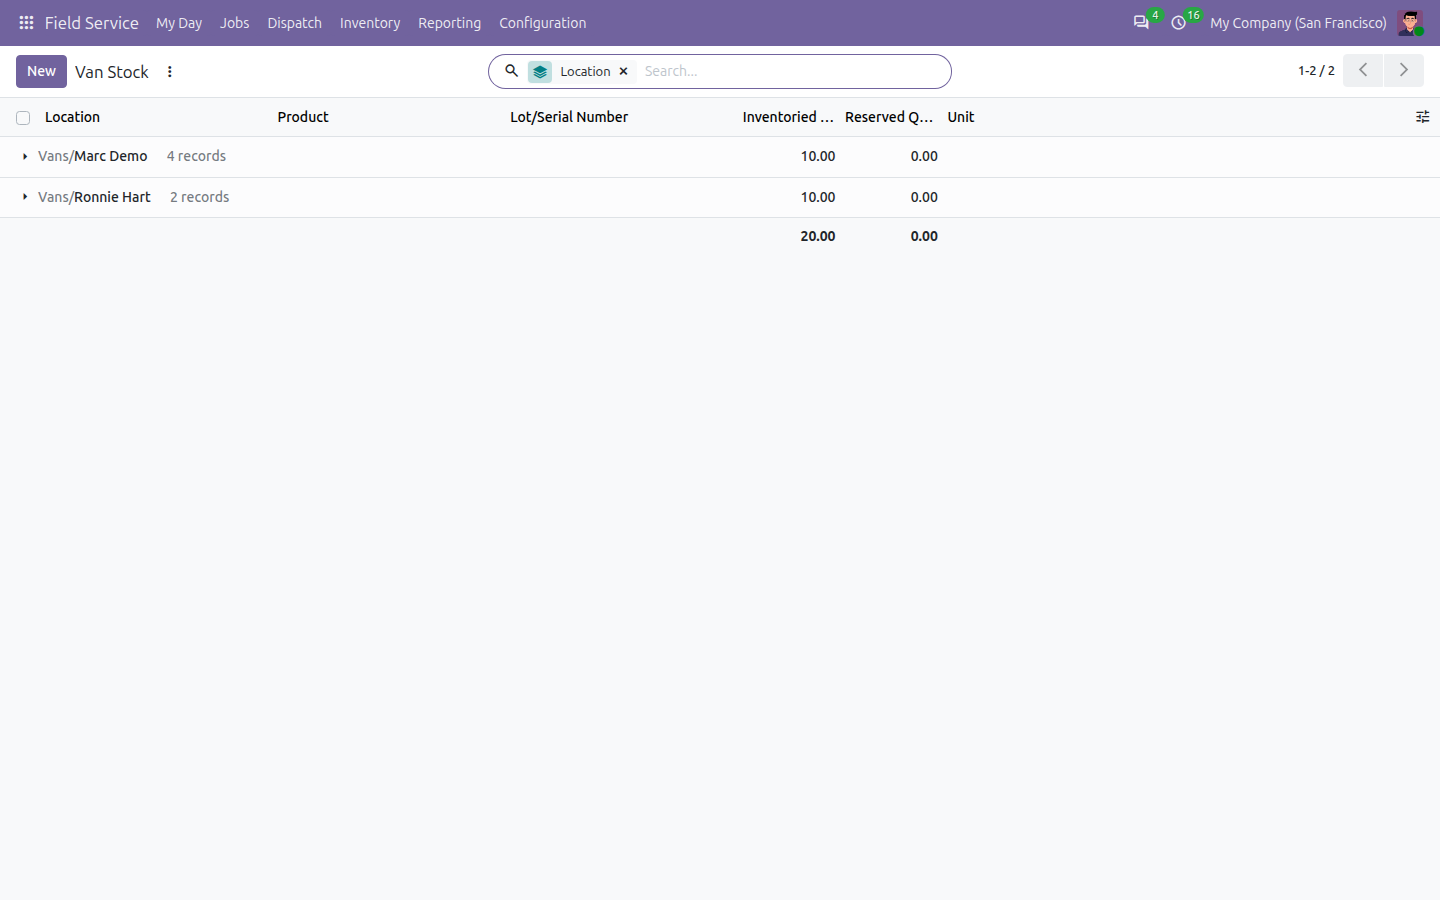 Field Service My Day Jobs Dispatch Inventory Reporting Configuration 4 16 My Company (San Francisco)
New Van Stock Location × Search... 1-2 / 2
Location Product Lot/Serial Number Inventoried ... Reserved Q... Unit
Vans/Marc Demo 4 records 10.00 0.00
Vans/Ronnie Hart 2 records 10.00 0.00
20.00 0.00